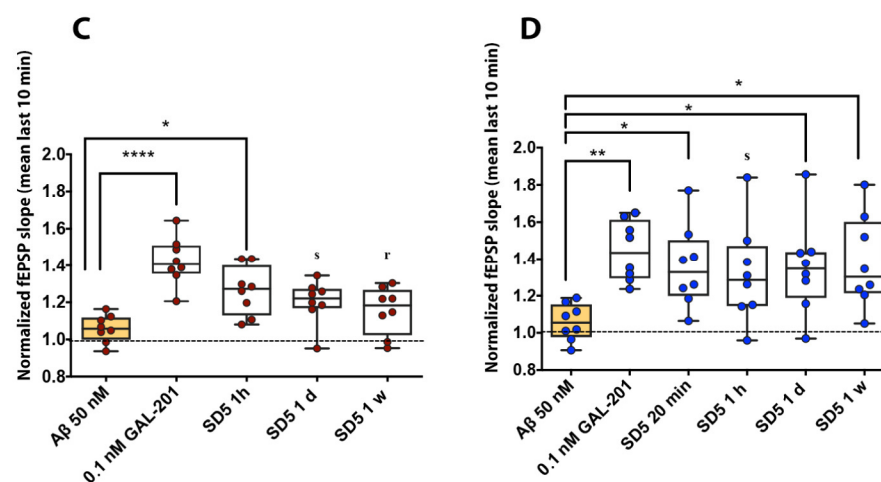 C
Normalized fEPSP slope (mean last 10 min)
*
****
2.0
1.8
1.6
1.4
1.2
1.0
0.8
s
r
Aβ 50 nM
0.1 nM GAL-201
SD5 1h
SD5 1 d
SD5 1 w
D
Normalized fEPSP slope (mean last 10 min)
*
*
*
**
2.0
1.8
1.6
1.4
1.2
1.0
0.8
s
Aβ 50 nM
0.1 nM GAL-201
SD5 20 min
SD5 1 h
SD5 1 d
SD5 1 w